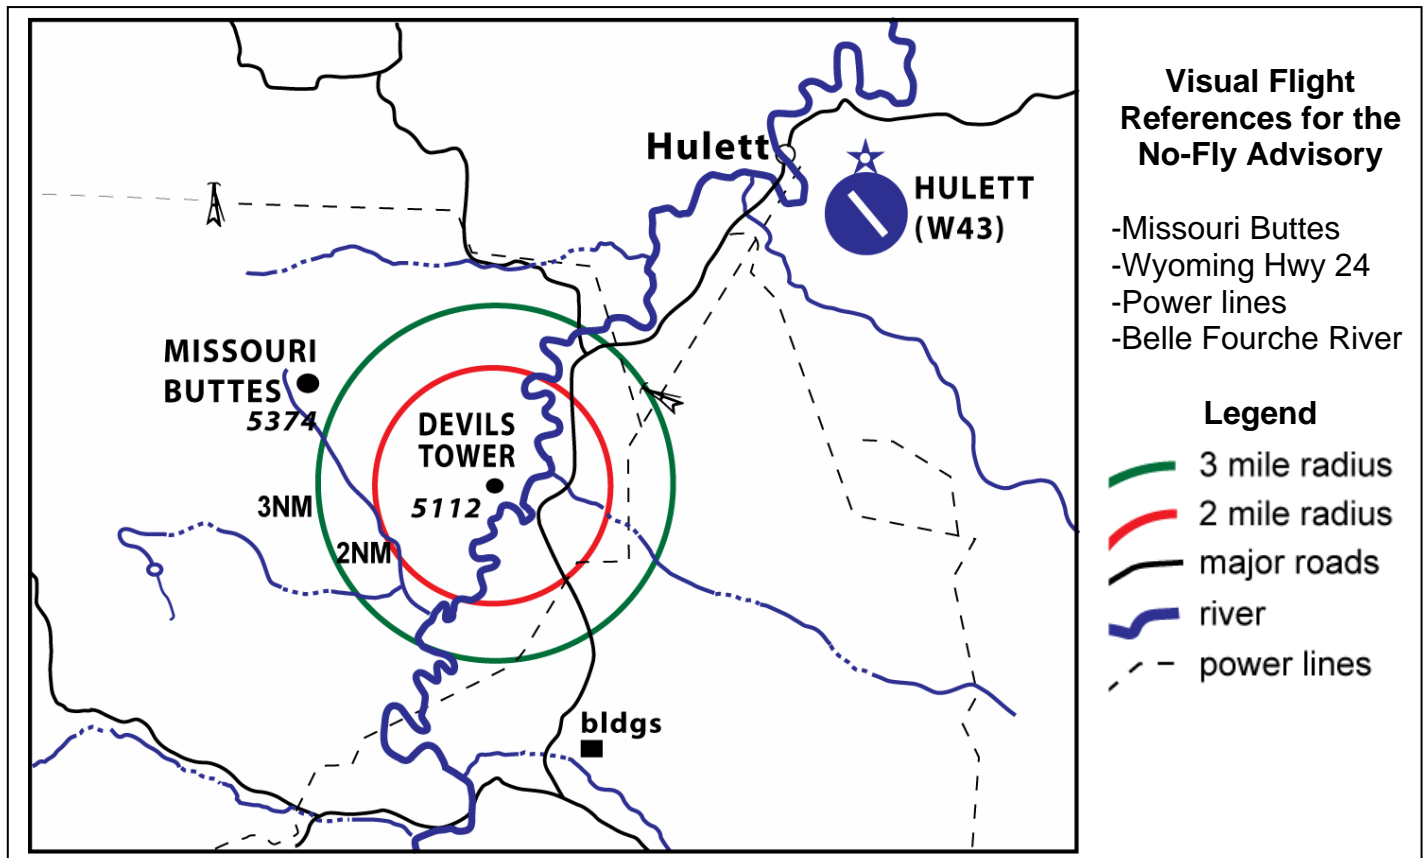 Hulett
HULETT
(W43)
MISSOURI
BUTTES
5374
DEVILS
TOWER
5112
3NM
2NM
bldgs
Visual Flight
References for the
No-Fly Advisory
-Missouri Buttes
-Wyoming Hwy 24
-Power lines
-Belle Fourche River
Legend
3 mile radius
2 mile radius
major roads
river
power lines